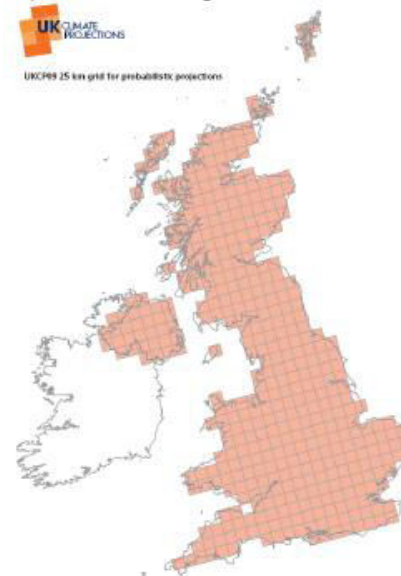 UK CLIMATE
PROJECTIONS
UKCP09 25 km grid for probabilistic projections